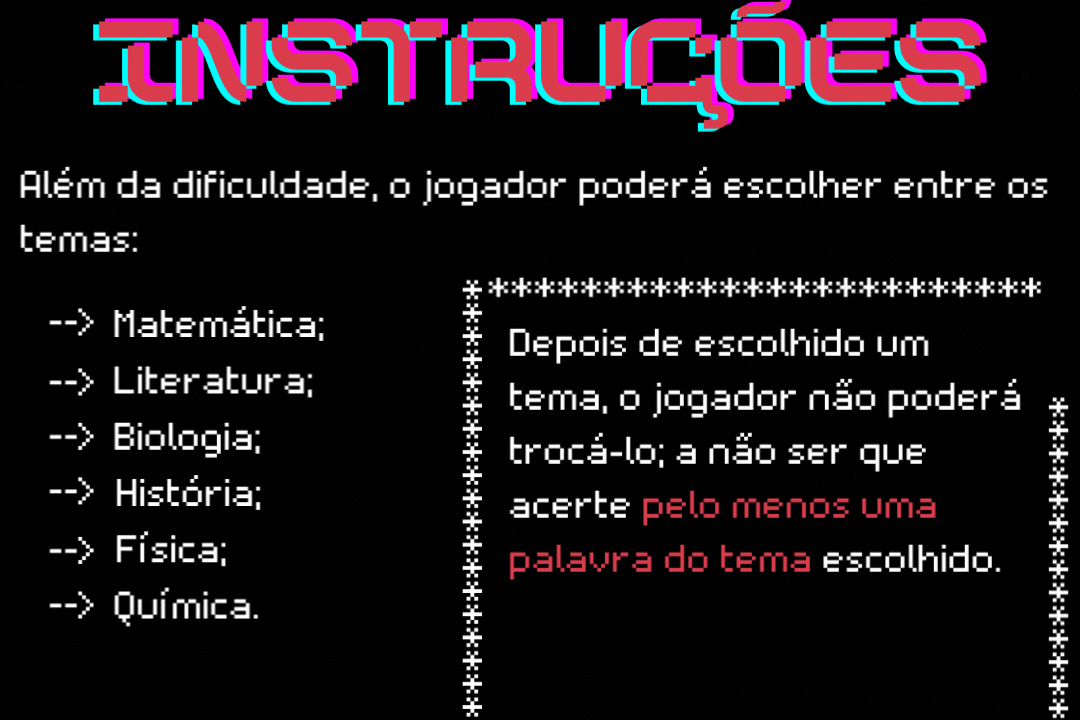 INSTRUÇÕES
Além da dificuldade, o jogador poderá escolher entre os
temas:
*************************
--> Matemática;
--> Literatura;
--> Biologia;
--> História;
--> Física;
--> Química.
Depois de escolhido um
tema, o jogador não poderá
trocá-lo; a não ser que
acerte pelo menos uma
palavra do tema escolhido.